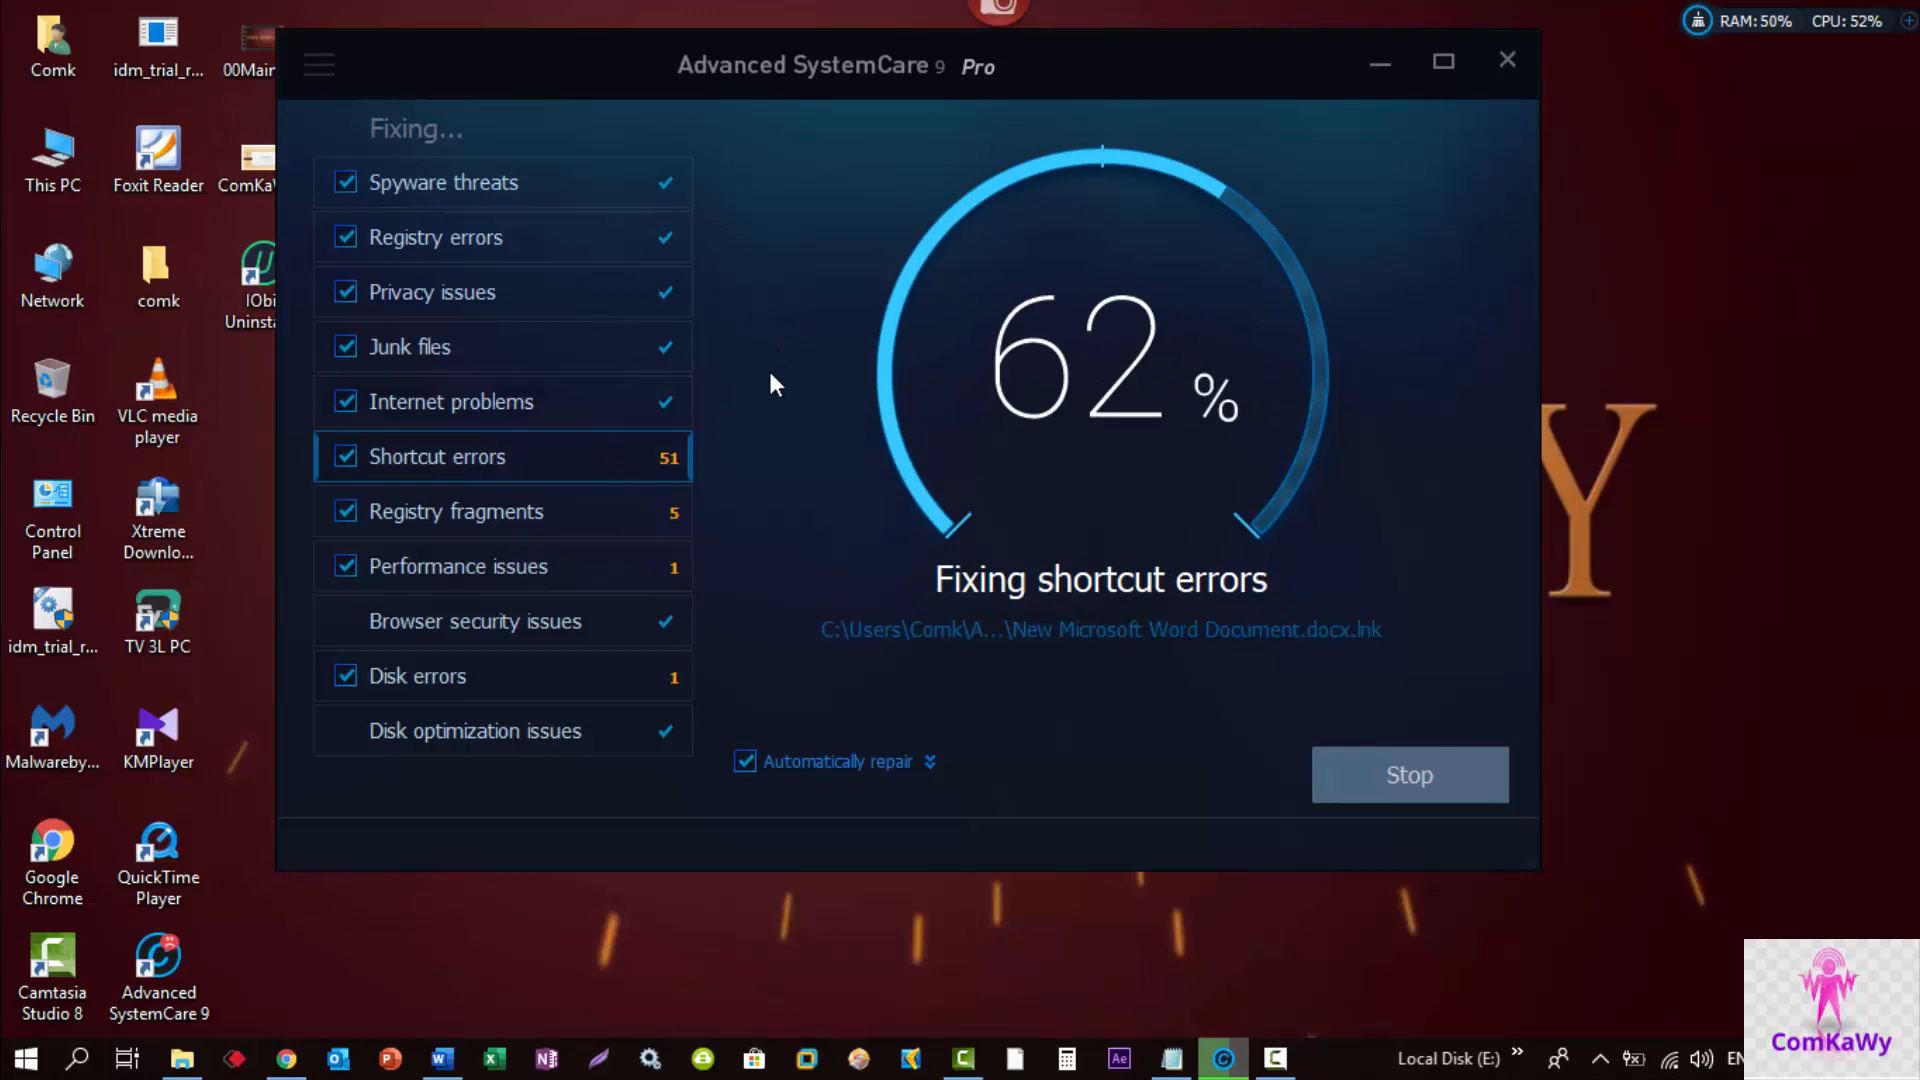 RAM: 50% CPU: 52%
Comk
idm_trial_r...
00Main
This PC
Foxit Reader
ComKaW
Network
comk
IObi
Uninsta
Recycle Bin
VLC media
player
Control
Panel
Xtreme
Downlo...
idm_trial_r...
TV 3L PC
Malwareby...
KMPlayer
Google
Chrome
QuickTime
Player
Camtasia
Studio 8
Advanced
SystemCare 9
Advanced SystemCare 9 Pro
Fixing...
Spyware threats
Registry errors
Privacy issues
Junk files
Internet problems
Shortcut errors 51
Registry fragments 5
Performance issues 1
Browser security issues
Disk errors 1
Disk optimization issues
62 %
Fixing shortcut errors
C:\Users\Comk\A...\New Microsoft Word Document.docx.lnk
Automatically repair
Stop
Y
Local Disk (E:)
EN
ComKaWy